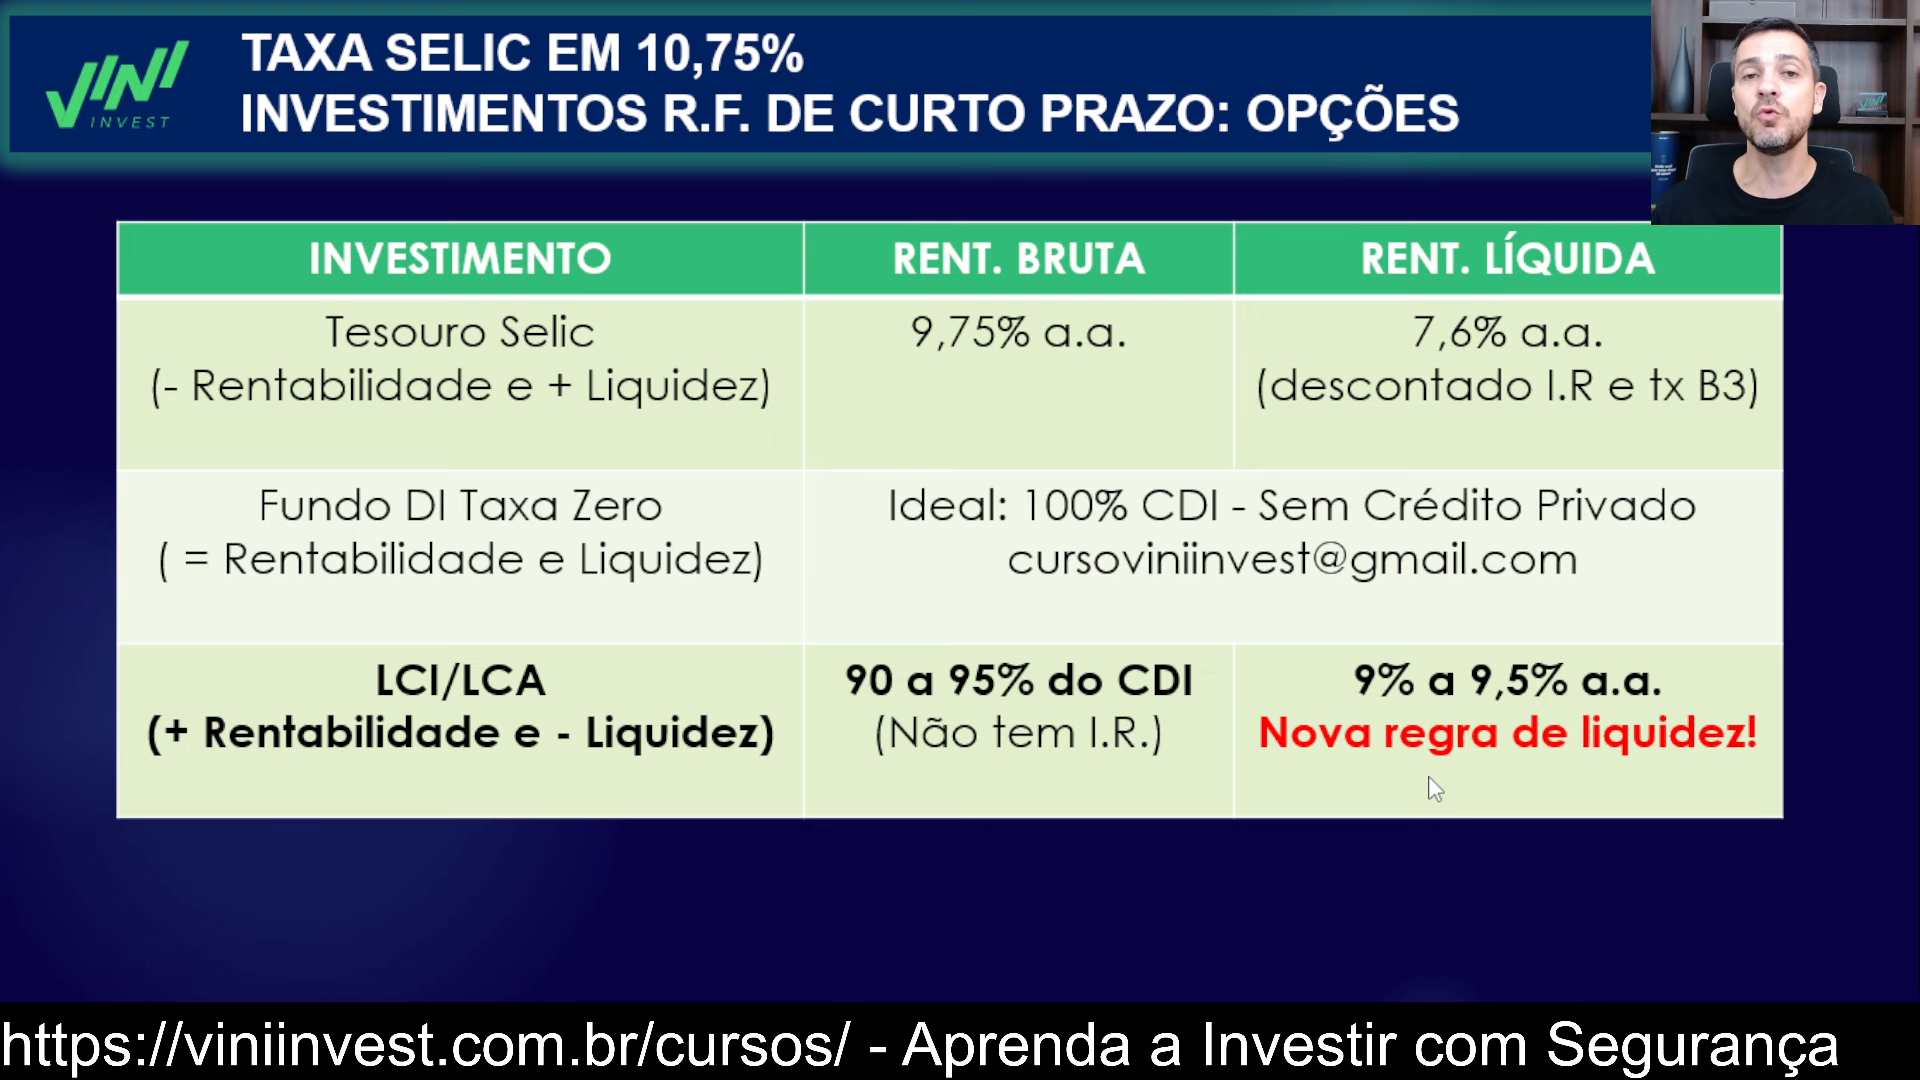 VINI
INVEST
TAXA SELIC EM 10,75%
INVESTIMENTOS R.F. DE CURTO PRAZO: OPÇÕES
INVESTIMENTO
RENT. BRUTA
RENT. LÍQUIDA
Tesouro Selic
(- Rentabilidade e + Liquidez)
9,75% a.a.
7,6% a.a.
(descontado I.R e tx B3)
Fundo DI Taxa Zero
( = Rentabilidade e Liquidez)
Ideal: 100% CDI - Sem Crédito Privado
cursoviniinvest@gmail.com
LCI/LCA
(+ Rentabilidade e - Liquidez)
90 a 95% do CDI
(Não tem I.R.)
9% a 9,5% a.a.
Nova regra de liquidez!
https://viniinvest.com.br/cursos/ - Aprenda a Investir com Segurança